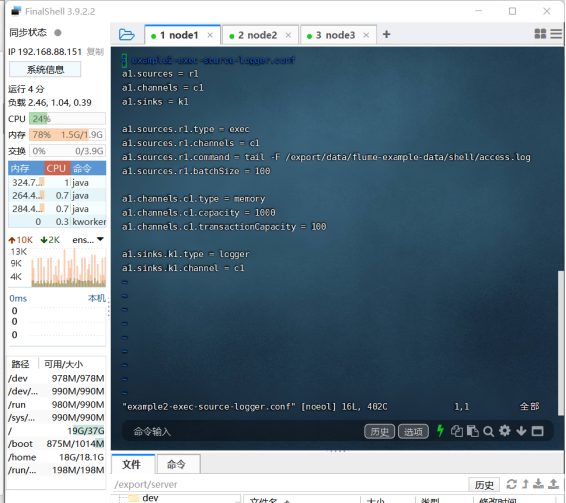 FinalShell 3.9.2.2
同步状态
IP 192.168.88.151 复制
系统信息
运行 4 分
负载 2.46, 1.04, 0.39
CPU 24%
内存 78% 1.5G/1.9G
交换 0% 0/3.9G
内存 CPU 命令
324.7... 1 java
264.4... 0.7 java
284.4... 0.7 java
0 0.3 kworker
10K 2K ens...
13K
9K
4K
0ms 本机
0
0
0
路径 可用/大小
/dev 978M/978M
/dev/... 990M/990M
/run 980M/990M
/sys/... 990M/990M
/ 19G/37G
/boot 875M/1014M
/home 18G/18.1G
/run/... 198M/198M
1 node1 × 2 node2 × 3 node3 × +
# example2-exec-source-logger.conf
a1.sources = r1
a1.channels = c1
a1.sinks = k1
a1.sources.r1.type = exec
a1.sources.r1.channels = c1
a1.sources.r1.command = tail -F /export/data/flume-example-data/shell/access.log
a1.sources.r1.batchSize = 100
a1.channels.c1.type = memory
a1.channels.c1.capacity = 1000
a1.channels.c1.transactionCapacity = 100
a1.sinks.k1.type = logger
a1.sinks.k1.channel = c1
~
~
~
~
~
~
~
~
~
"example2-exec-source-logger.conf" [noeol] 16L, 402C 1,1 全部
命令输入 历史 选项
文件 命令
/export/server 历史
dev 文件名 大小 类型 修改时间